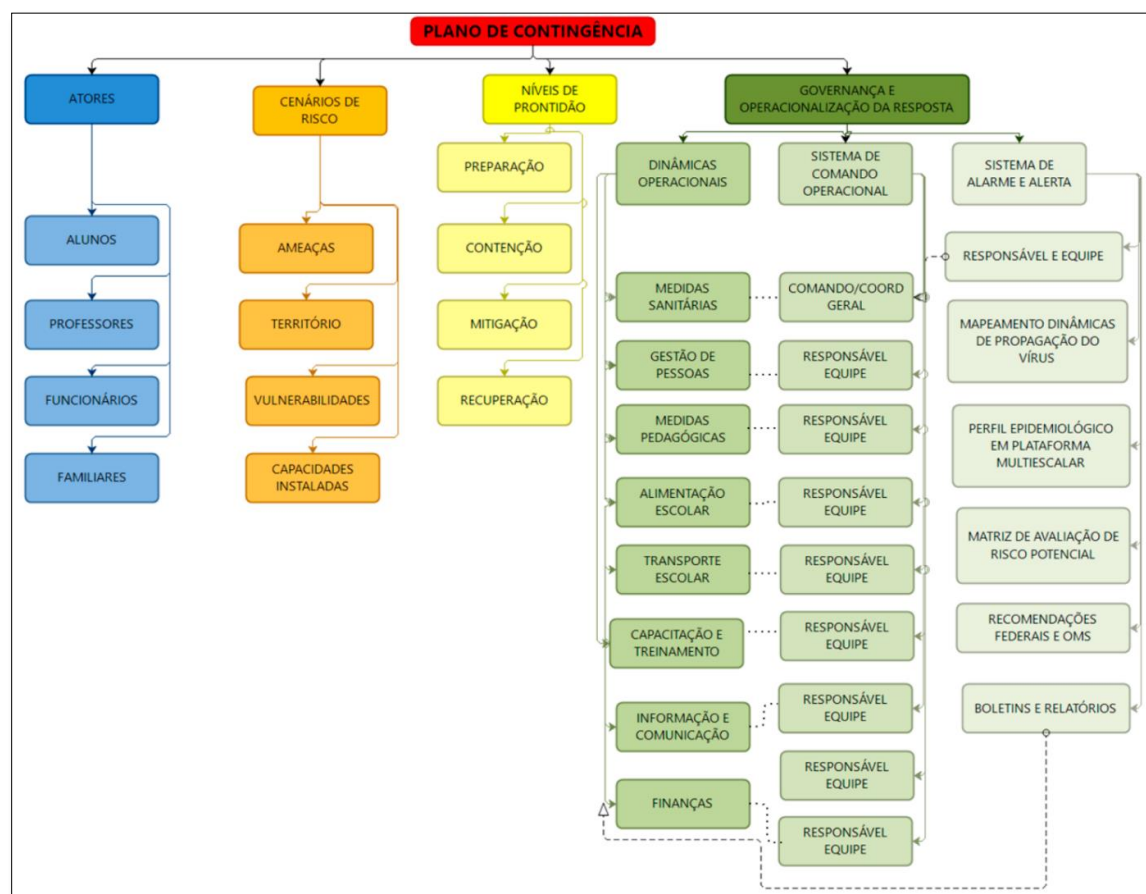 PLANO DE CONTINGÊNCIA
ATORES
CENÁRIOS DE
RISCO
NÍVEIS DE
PRONTIDÃO
GOVERNANÇA E
OPERACIONALIZAÇÃO DA RESPOSTA
ALUNOS
PROFESSORES
FUNCIONÁRIOS
FAMILIARES
AMEAÇAS
TERRITÓRIO
VULNERABILIDADES
CAPACIDADES
INSTALADAS
PREPARAÇÃO
CONTENÇÃO
MITIGAÇÃO
RECUPERAÇÃO
DINÂMICAS
OPERACIONAIS
MEDIDAS
SANITÁRIAS
GESTÃO DE
PESSOAS
MEDIDAS
PEDAGÓGICAS
ALIMENTAÇÃO
ESCOLAR
TRANSPORTE
ESCOLAR
CAPACITAÇÃO E
TREINAMENTO
INFORMAÇÃO E
COMUNICAÇÃO
FINANÇAS
SISTEMA DE
COMANDO
OPERACIONAL
COMANDO/COORD
GERAL
RESPONSÁVEL
EQUIPE
RESPONSÁVEL
EQUIPE
RESPONSÁVEL
EQUIPE
RESPONSÁVEL
EQUIPE
RESPONSÁVEL
EQUIPE
RESPONSÁVEL
EQUIPE
RESPONSÁVEL
EQUIPE
RESPONSÁVEL
EQUIPE
SISTEMA DE
ALARME E ALERTA
RESPONSÁVEL E EQUIPE
MAPEAMENTO DINÂMICAS
DE PROPAGAÇÃO DO
VÍRUS
PERFIL EPIDEMIOLÓGICO
EM PLATAFORMA
MULTIESCALAR
MATRIZ DE AVALIAÇÃO DE
RISCO POTENCIAL
RECOMENDAÇÕES
FEDERAIS E OMS
BOLETINS E RELATÓRIOS